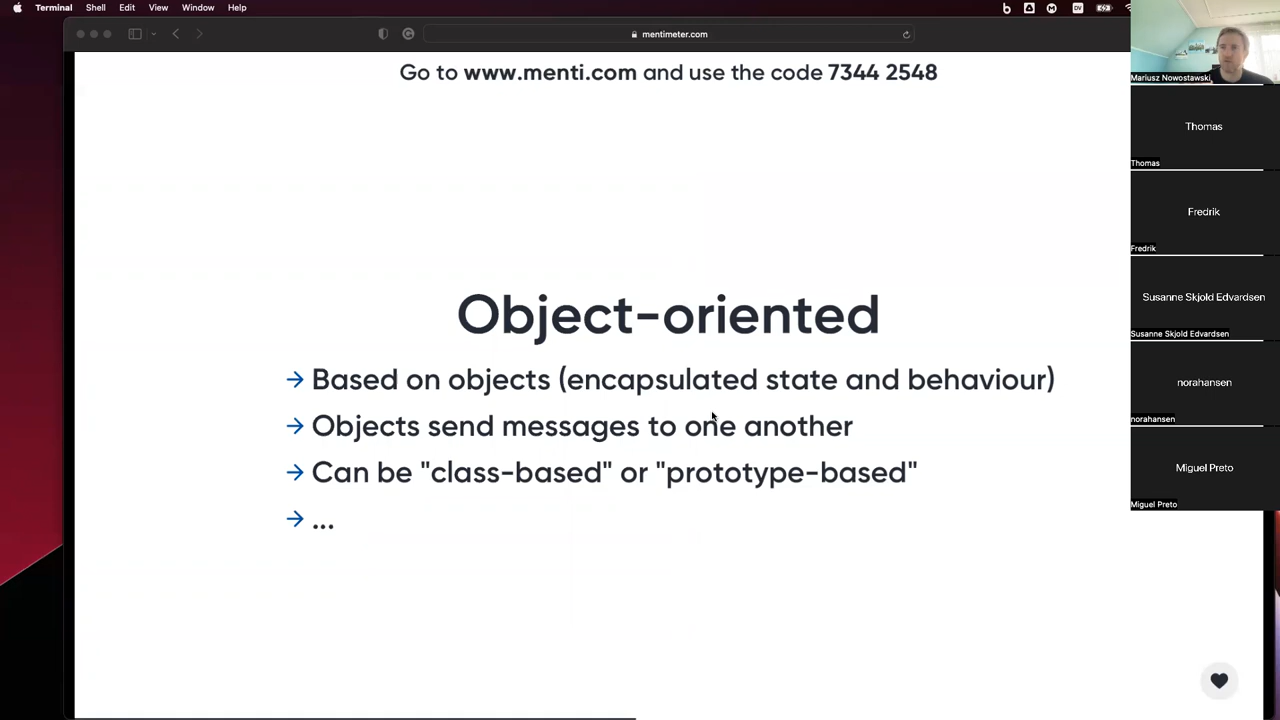 Terminal Shell Edit View Window Help
mentimeter.com
Go to www.menti.com and use the code 7344 2548
Object-oriented
→ Based on objects (encapsulated state and behaviour)
→ Objects send messages to one another
→ Can be "class-based" or "prototype-based"
→ ...
Mariusz Nowostawski
Thomas
Thomas
Fredrik
Fredrik
Susanne Skjold Edvardsen
Susanne Skjold Edvardsen
norahansen
norahansen
Miguel Preto
Miguel Preto